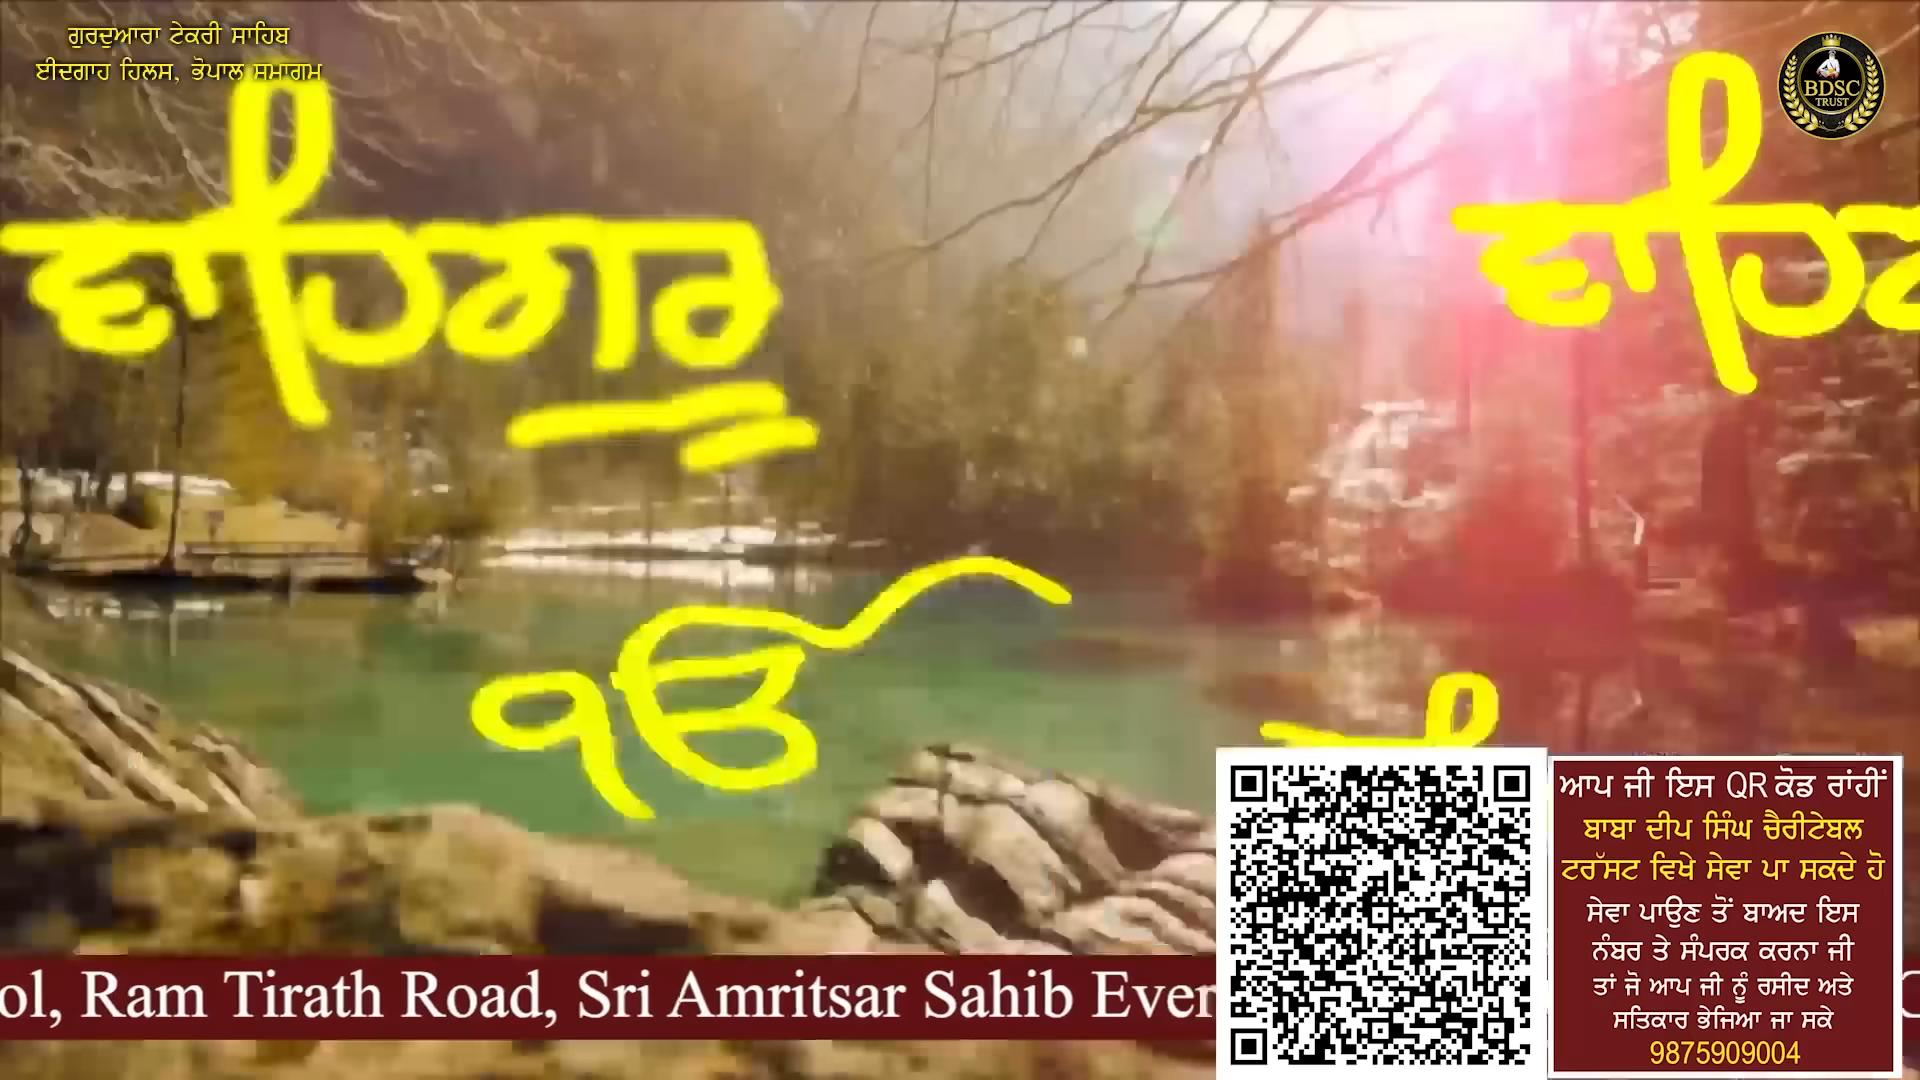 ਗੁਰਦੁਆਰਾ ਟੇਕਰੀ ਸਾਹਿਬ
ਈਦਗਾਹ ਹਿਲਸ, ਭੋਪਾਲ ਸਮਾਗਮ
BDSC
TRUST
ਵਾਹਿਗੁਰੂ
ਵਾਹਿ
ੴ
ਆਪ ਜੀ ਇਸ QR ਕੋਡ ਰਾਂਹੀਂ
ਬਾਬਾ ਦੀਪ ਸਿੰਘ ਚੈਰੀਟੇਬਲ
ਟਰੱਸਟ ਵਿਖੇ ਸੇਵਾ ਪਾ ਸਕਦੇ ਹੋ
ਸੇਵਾ ਪਾਉਣ ਤੋਂ ਬਾਅਦ ਇਸ
ਨੰਬਰ ਤੇ ਸੰਪਰਕ ਕਰਨਾ ਜੀ
ਤਾਂ ਜੋ ਆਪ ਜੀ ਨੂੰ ਰਸੀਦ ਅਤੇ
ਸਤਿਕਾਰ ਭੇਜਿਆ ਜਾ ਸਕੇ
9875909004
ol, Ram Tirath Road, Sri Amritsar Sahib Ever